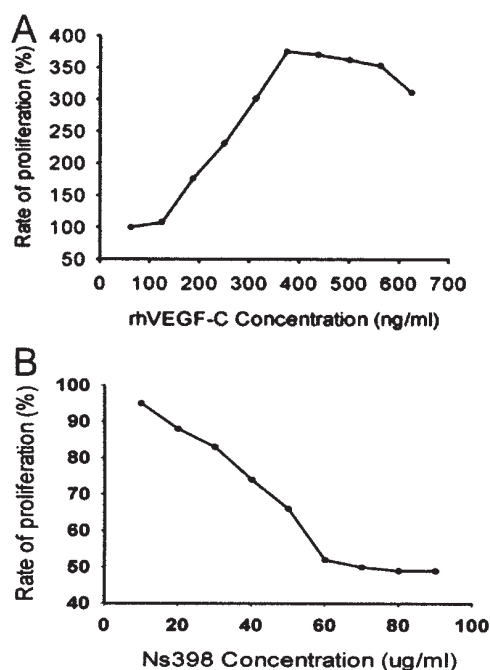 A
Rate of proliferation (%)
400
350
300
250
200
150
100
50
0 100 200 300 400 500 600 700
rhVEGF-C Concentration (ng/ml)
B
Rate of proliferation (%)
100
90
80
70
60
50
40
0 20 40 60 80 100
Ns398 Concentration (ug/ml)